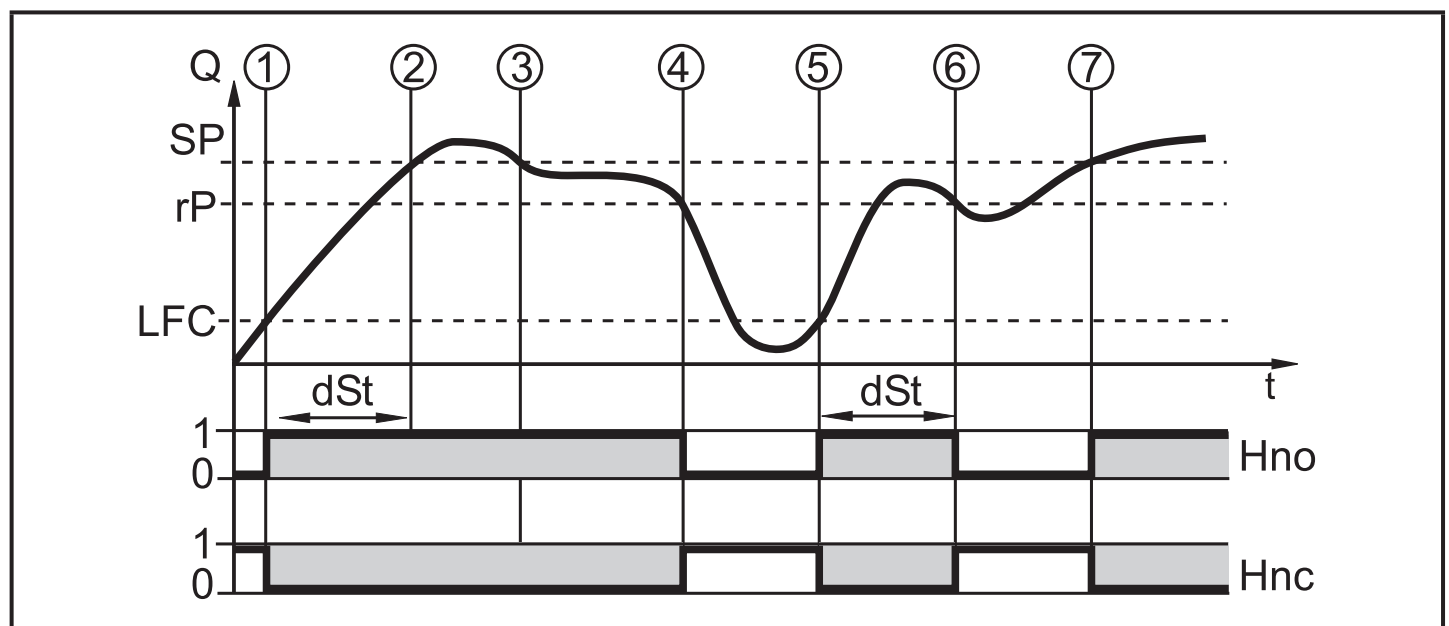 Q ① ② ③ ④ ⑤ ⑥ ⑦
SP
rP
LFC
t
dSt dSt
1
0 Hno
1
0 Hnc